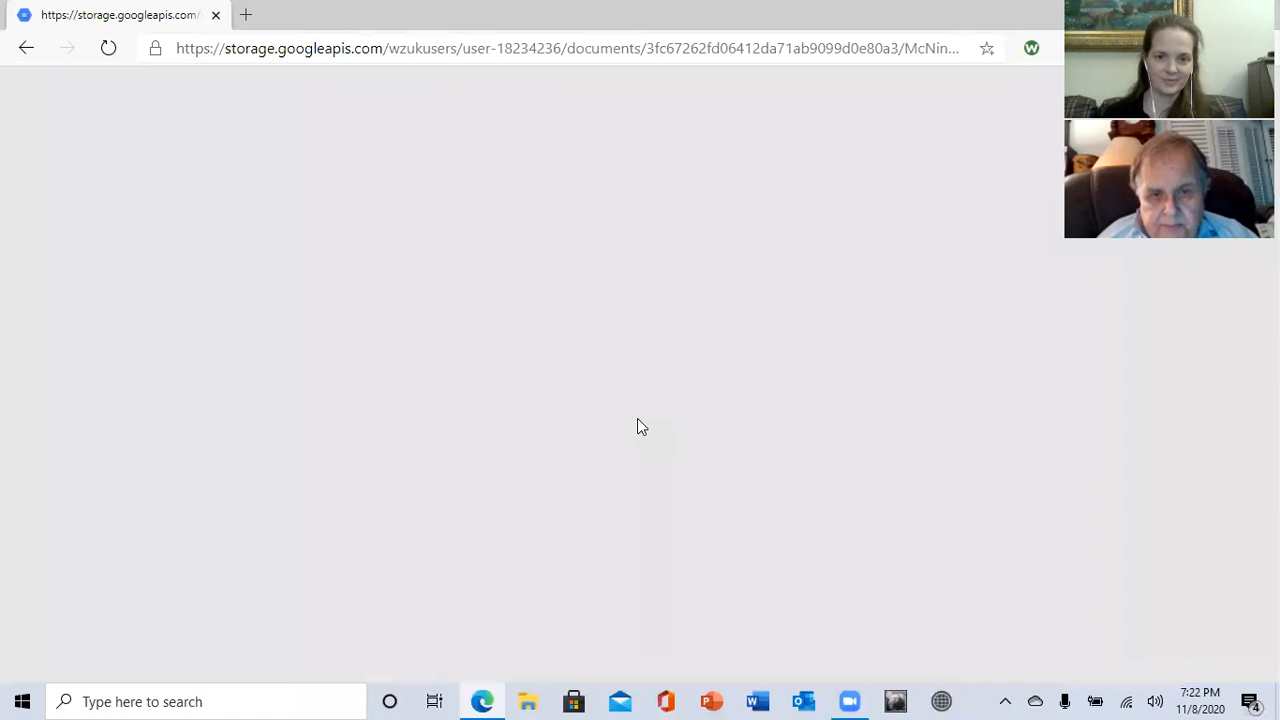 https://storage.googleapis.com/
https://storage.googleapis.com/wzukusers/user-18234236/documents/3fc67262fd06412da71ab9099d0e80a3/McNin...
W
Type here to search
7:22 PM
11/8/2020
4